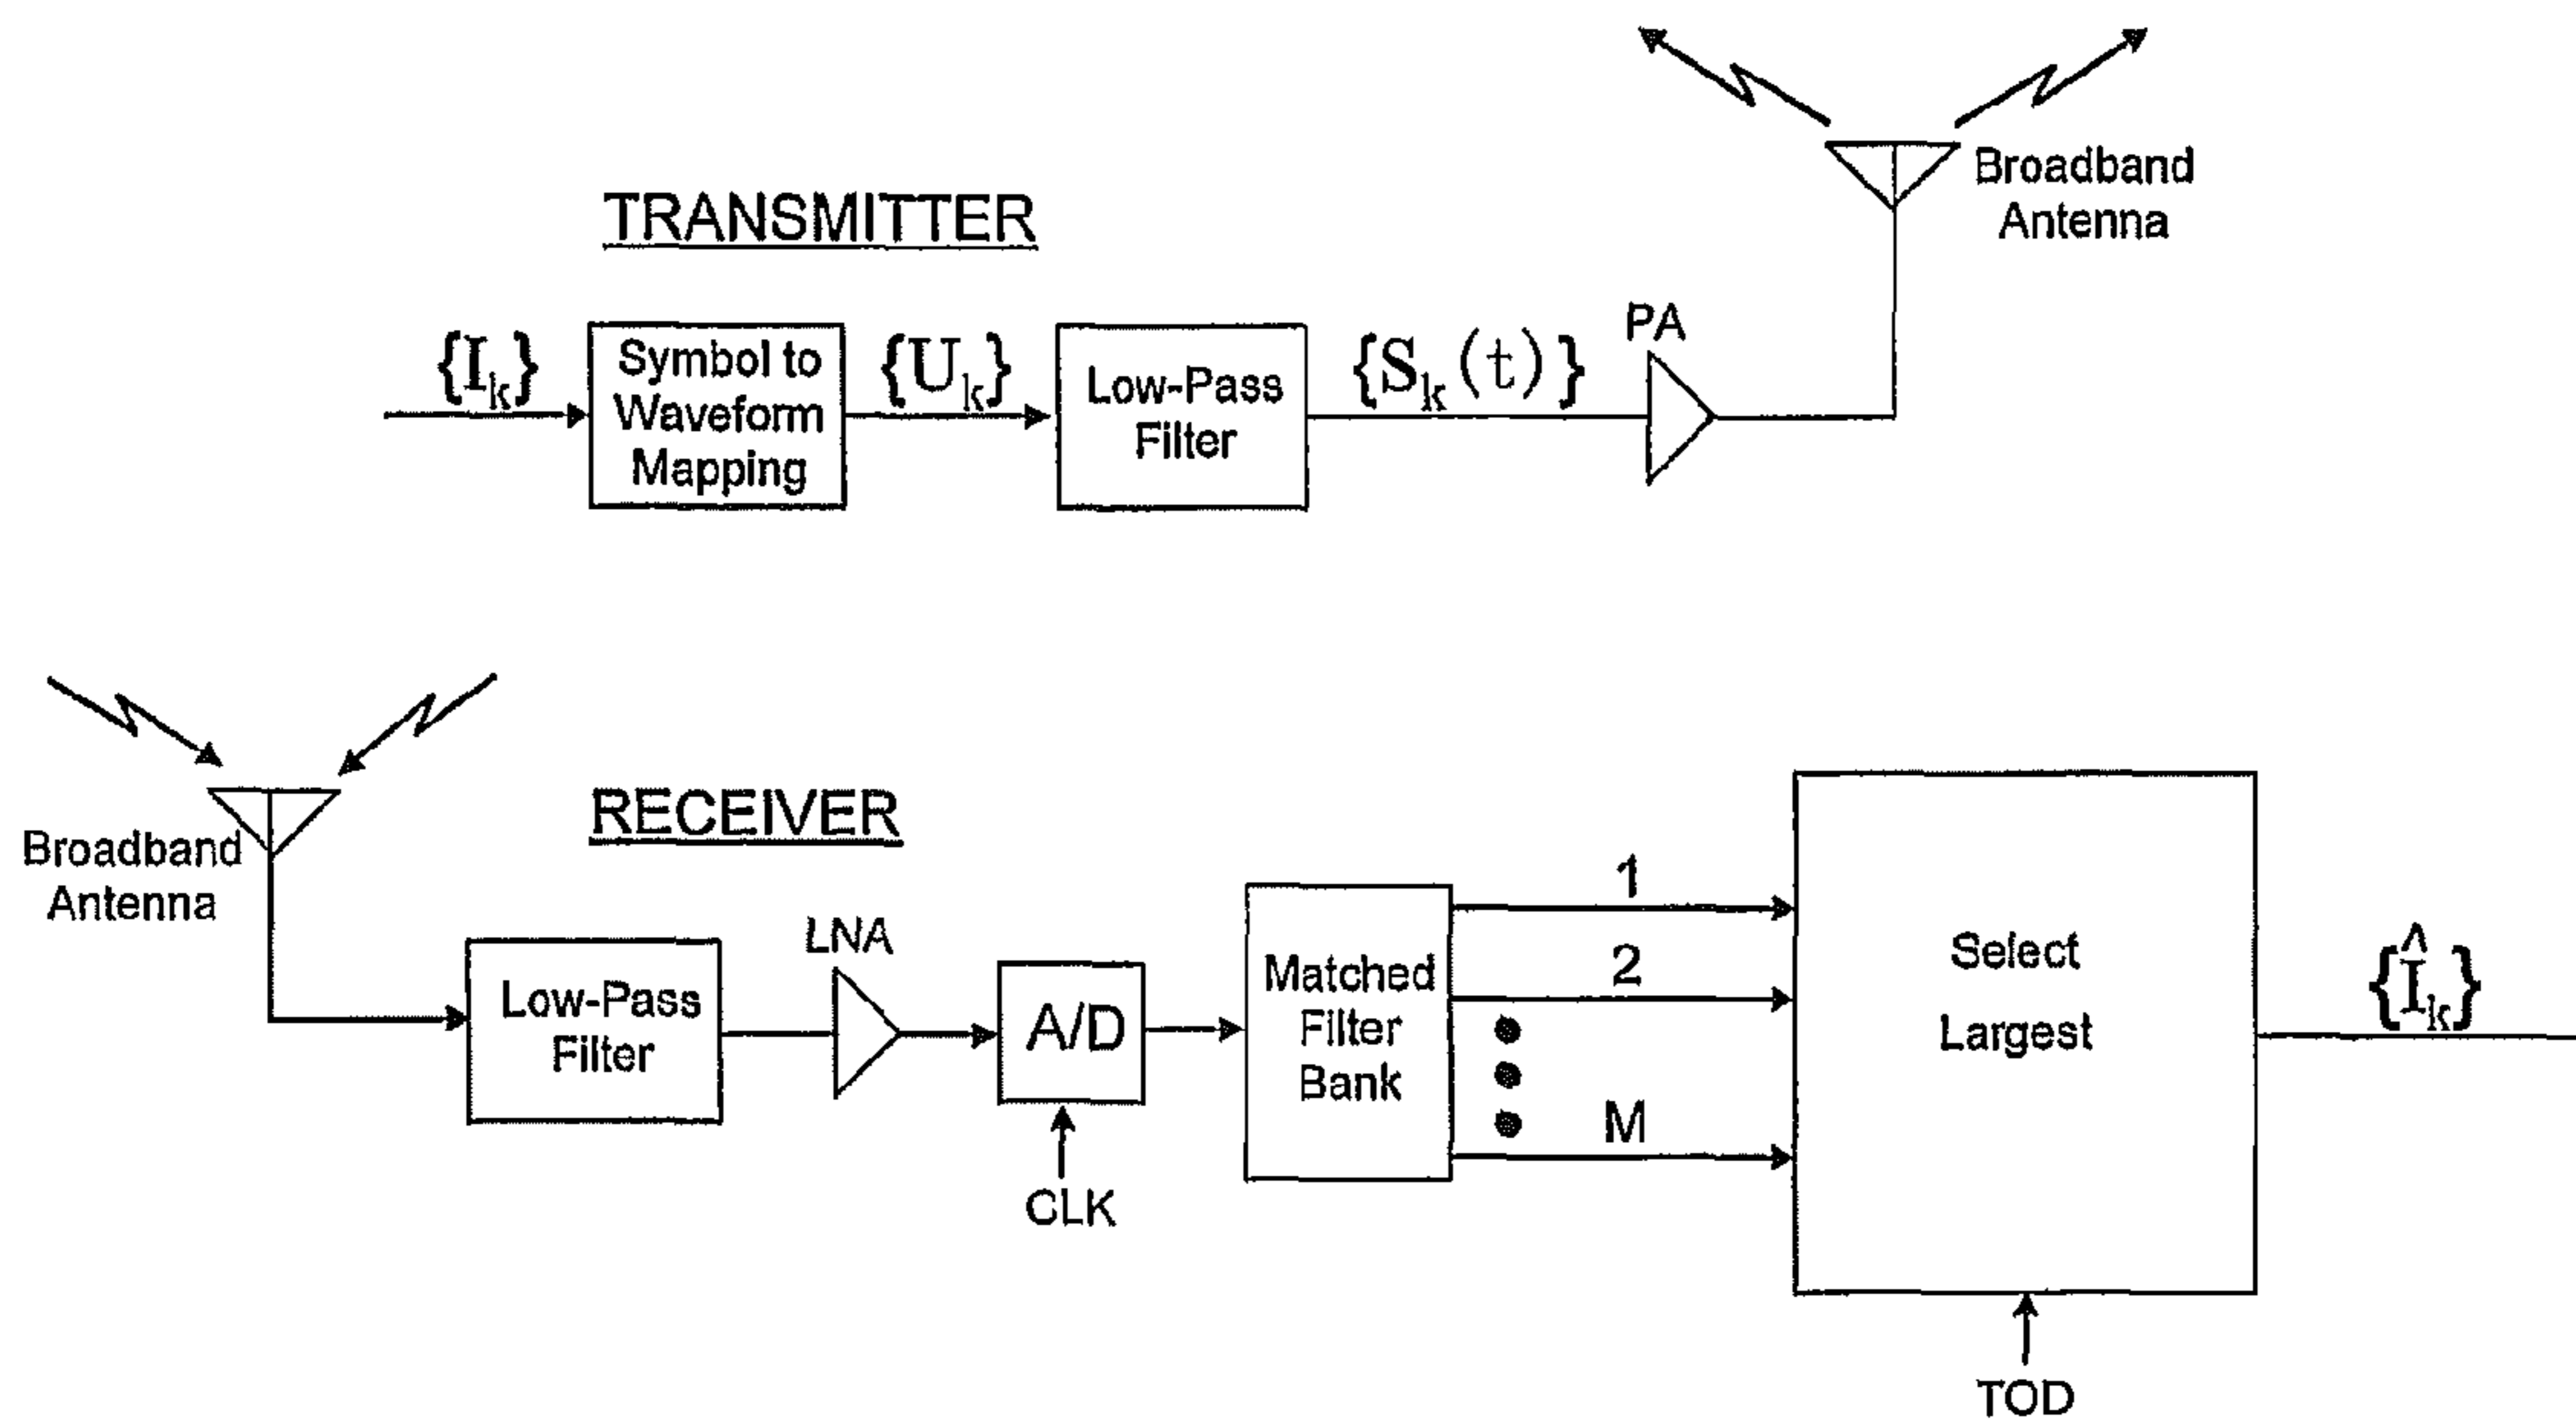 TRANSMITTER
Broadband
Antenna
{I_k}
Symbol to
Waveform
Mapping
{U_k}
Low-Pass
Filter
{S_k(t)}
PA
RECEIVER
Broadband
Antenna
Low-Pass
Filter
LNA
A/D
CLK
Matched
Filter
Bank
1
2
M
Select
Largest
{Î_k}
TOD